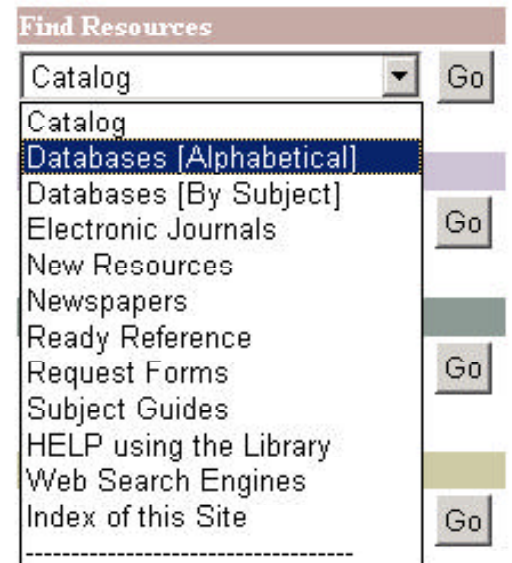 Find Resources
Catalog Go
Catalog
Databases [Alphabetical]
Databases [By Subject]
Electronic Journals Go
New Resources
Newspapers
Ready Reference
Request Forms Go
Subject Guides
HELP using the Library
Web Search Engines
Index of this Site Go
-----------------------------------